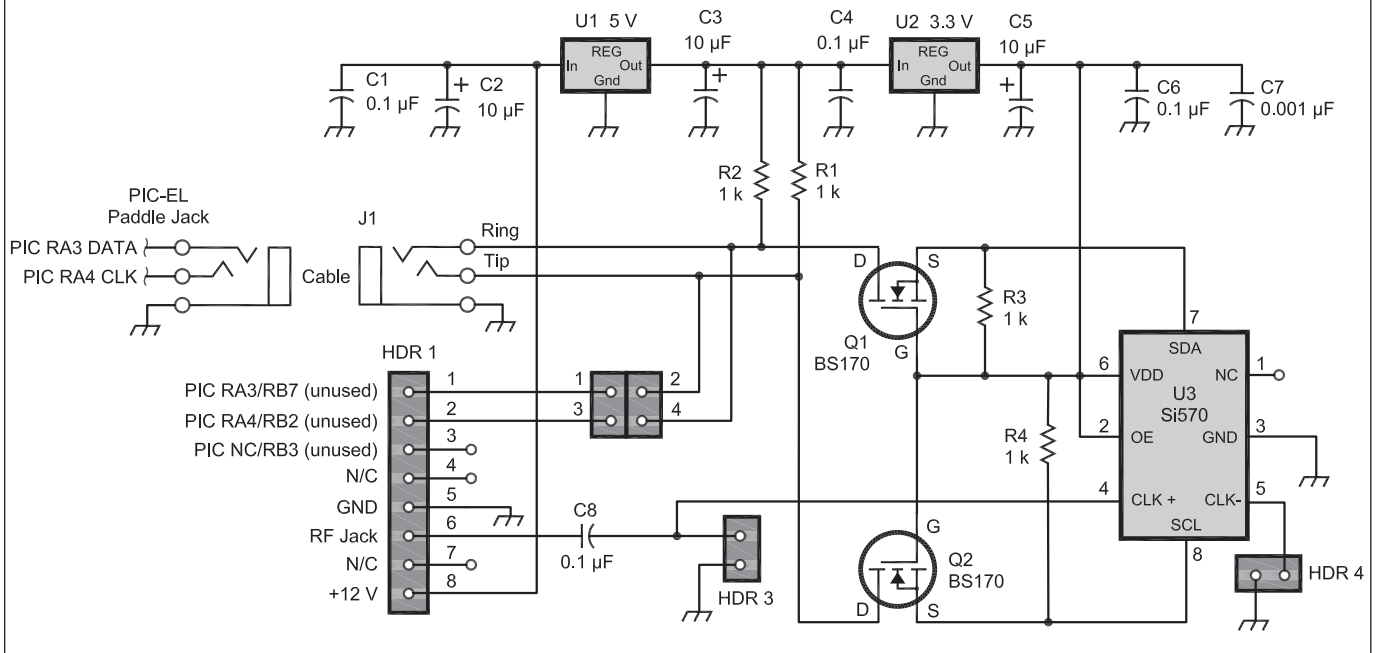 U1 5 V
REG
In
Out
Gnd
C3
10 µF
+
C4
0.1 µF
U2 3.3 V
REG
In
Out
Gnd
C5
10 µF
+
C1
0.1 µF
+ C2
10 µF
C6
0.1 µF
C7
0.001 µF
R2
1 k
R1
1 k
PIC-EL
Paddle Jack
J1
PIC RA3 DATA
PIC RA4 CLK
Cable
Ring
Tip
D
S
Q1
BS170
G
R3
1 k
7
SDA
6
VDD
NC
1
U3
Si570
2
OE
GND
3
4
CLK +
CLK-
5
SCL
8
R4
1 k
HDR 1
PIC RA3/RB7 (unused)
1
1
2
PIC RA4/RB2 (unused)
2
3
4
PIC NC/RB3 (unused)
3
N/C
4
GND
5
RF Jack
6
N/C
7
+12 V
8
C8
0.1 µF
HDR 3
G
Q2
BS170
D
S
HDR 4